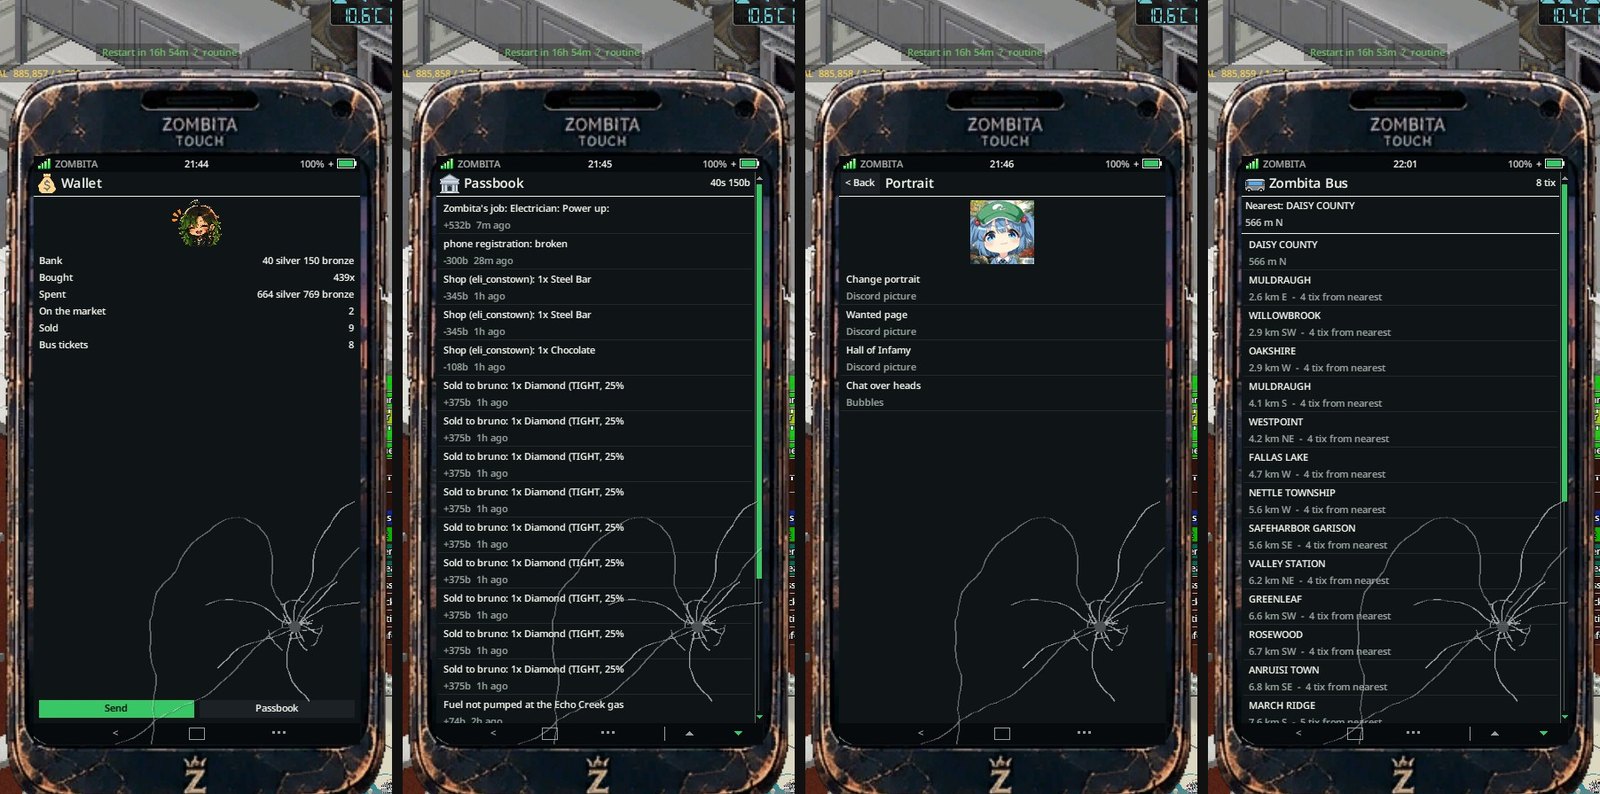 10.6°C
Restart in 16h 54m ? routine
885,857 /
ZOMBITA
TOUCH
ZOMBITA 21:44 100% +
Wallet
Bank 40 silver 150 bronze
Bought 439x
Spent 664 silver 769 bronze
On the market 2
Sold 9
Bus tickets 8
Send Passbook
< ...
Z
10.6°C
Restart in 16h 54m ? routine
885,858 /
ZOMBITA
TOUCH
ZOMBITA 21:45 100% +
Passbook 40s 150b
Zombita's job: Electrician: Power up:
+532b 7m ago
phone registration: broken
-300b 28m ago
Shop (eli_constown): 1x Steel Bar
-345b 1h ago
Shop (eli_constown): 1x Steel Bar
-345b 1h ago
Shop (eli_constown): 1x Chocolate
-108b 1h ago
Sold to bruno: 1x Diamond (TIGHT, 25%
+375b 1h ago
Sold to bruno: 1x Diamond (TIGHT, 25%
+375b 1h ago
Sold to bruno: 1x Diamond (TIGHT, 25%
+375b 1h ago
Sold to bruno: 1x Diamond (TIGHT, 25%
+375b 1h ago
Sold to bruno: 1x Diamond (TIGHT, 25%
+375b 1h ago
Sold to bruno: 1x Diamond (TIGHT, 25%
+375b 1h ago
Sold to bruno: 1x Diamond (TIGHT, 25%
+375b 1h ago
Sold to bruno: 1x Diamond (TIGHT, 25%
+375b 1h ago
Sold to bruno: 1x Diamond (TIGHT, 25%
+375b 1h ago
Fuel not pumped at the Echo Creek gas
+74b 2h ago
< ...
Z
10.6°C
Restart in 16h 54m ? routine
885,858 /
ZOMBITA
TOUCH
ZOMBITA 21:46 100% +
< Back Portrait
Change portrait
Discord picture
Wanted page
Discord picture
Hall of Infamy
Discord picture
Chat over heads
Bubbles
< ...
Z
10.4°C
Restart in 16h 53m ? routine
885,859 /
ZOMBITA
TOUCH
ZOMBITA 22:01 100% +
Zombita Bus 8 tix
Nearest: DAISY COUNTY
566 m N
DAISY COUNTY
566 m N
MULDRAUGH
2.6 km E - 4 tix from nearest
WILLOWBROOK
2.9 km SW - 4 tix from nearest
OAKSHIRE
2.9 km W - 4 tix from nearest
MULDRAUGH
4.1 km S - 4 tix from nearest
WESTPOINT
4.2 km NE - 4 tix from nearest
FALLAS LAKE
4.7 km W - 4 tix from nearest
NETTLE TOWNSHIP
5.6 km W - 4 tix from nearest
SAFEHARBOR GARISON
5.6 km SE - 4 tix from nearest
VALLEY STATION
6.2 km NE - 4 tix from nearest
GREENLEAF
6.6 km SW - 4 tix from nearest
ROSEWOOD
6.7 km SW - 4 tix from nearest
ANRUISI TOWN
6.8 km SE - 4 tix from nearest
MARCH RIDGE
7.6 km S - 5 tix from nearest
< ...
Z